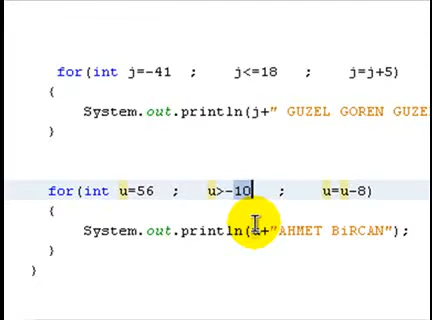 for(int j=-41 ; j<=18 ; j=j+5)
{
System.out.println(j+" GUZEL GOREN GUZE
}
for(int u=56 ; u>-10 ; u=u-8)
{
System.out.println(u+"AHMET BiRCAN");
}
}